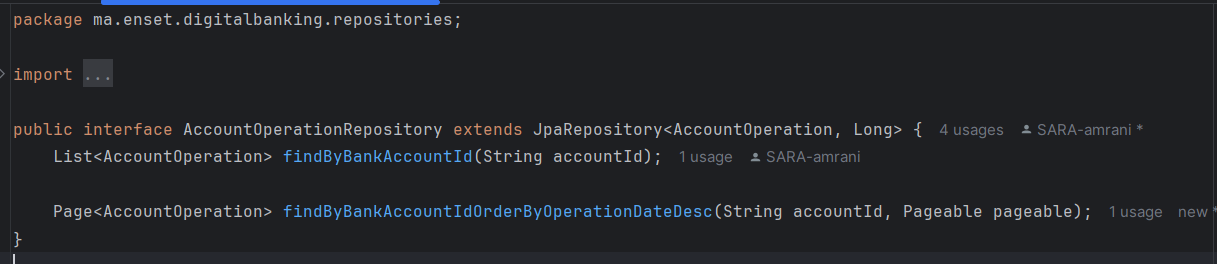 package ma.enset.digitalbanking.repositories;
import ...
public interface AccountOperationRepository extends JpaRepository<AccountOperation, Long> { 4 usages SARA-amrani *
List<AccountOperation> findByBankAccountId(String accountId); 1 usage SARA-amrani
Page<AccountOperation> findByBankAccountIdOrderByOperationDateDesc(String accountId, Pageable pageable); 1 usage new *
}